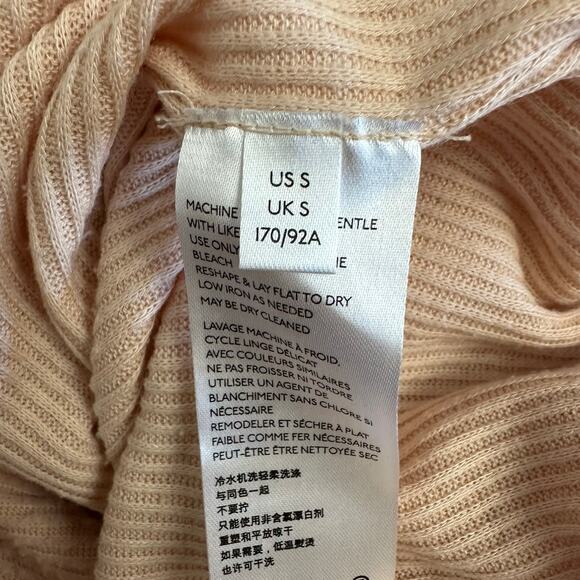 US S
UK S
170/92A
MACHINE ENTLE
WITH LIKE
USE ONLY
BLEACH
RESHAPE & LAY FLAT TO DRY
LOW IRON AS NEEDED
MAY BE DRY CLEANED
LAVAGE MACHINE À FROID,
CYCLE LINGE DÉLICAT
AVEC COULEURS SIMILAIRES
NE PAS FROISSER NI TORDRE
UTILISER UN AGENT DE
BLANCHIMENT SANS CHLORE SI
NÉCESSAIRE
REMODELER ET SÉCHER À PLAT
FAIBLE COMME FER NÉCESSAIRES
PEUT-ÊTRE ÊTRE NETTOYÉE SEC
冷水机洗轻柔洗涤
与同色一起
不要拧
只能使用非含氯漂白剂
重塑和平放晾干
如果需要，低温熨烫
也许可干洗